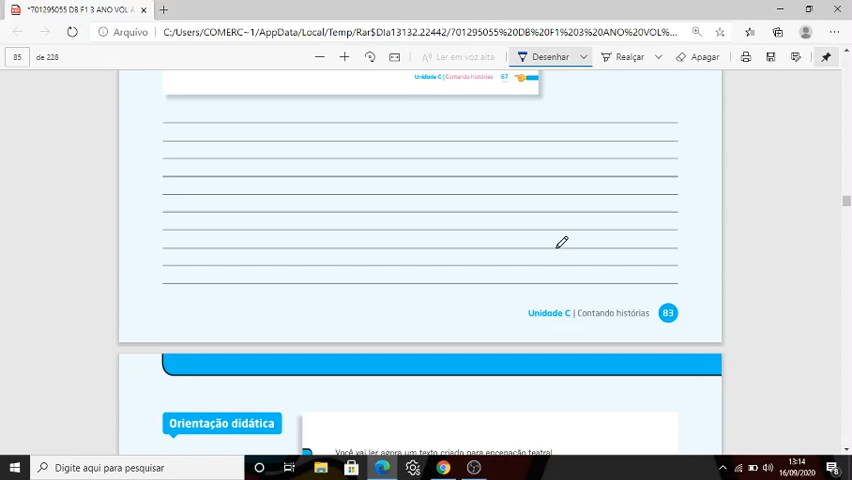 *701295055 DB F1 3 ANO VOL A
Arquivo C:/Users/COMERC~1/AppData/Local/Temp/Rar$DIa13132.22442/701295055%20DB%20F1%203%20ANO%20VOL%...
85 de 228 Ler em voz alta Desenhar Realçar Apagar
Unidade C | Contando histórias 67
Unidade C | Contando histórias 83
Orientação didática
Você vai ler agora um texto criado para encenação teatral
Digite aqui para pesquisar
13:14
16/09/2020
8